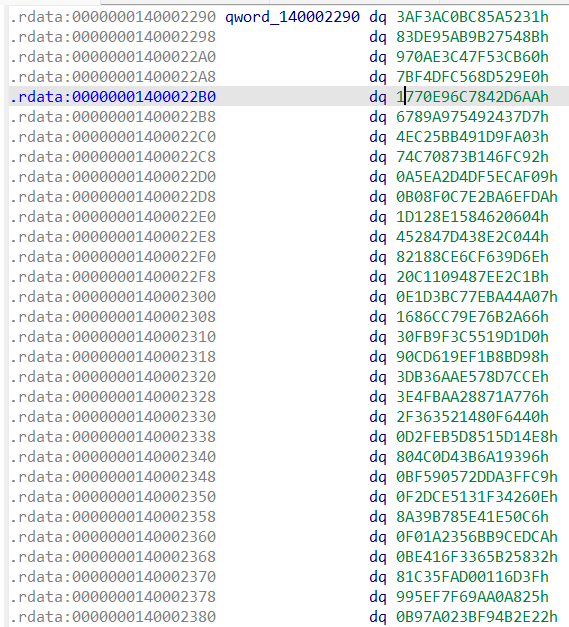 .rdata:0000000140002290 qword_140002290 dq 3AF3AC0BC85A5231h
.rdata:0000000140002298 dq 83DE95AB9B27548Bh
.rdata:00000001400022A0 dq 970AE3C47F53CB60h
.rdata:00000001400022A8 dq 7BF4DFC568D529E0h
.rdata:00000001400022B0 dq 1770E96C7842D6AAh
.rdata:00000001400022B8 dq 6789A975492437D7h
.rdata:00000001400022C0 dq 4EC25BB491D9FA03h
.rdata:00000001400022C8 dq 74C70873B146FC92h
.rdata:00000001400022D0 dq 0A5EA2D4DF5ECAF09h
.rdata:00000001400022D8 dq 0B08F0C7E2BA6EFDAh
.rdata:00000001400022E0 dq 1D128E1584620604h
.rdata:00000001400022E8 dq 452847D438E2C044h
.rdata:00000001400022F0 dq 82188CE6CF639D6Eh
.rdata:00000001400022F8 dq 20C1109487EE2C1Bh
.rdata:0000000140002300 dq 0E1D3BC77EBA44A07h
.rdata:0000000140002308 dq 1686CC79E76B2A66h
.rdata:0000000140002310 dq 30FB9F3C5519D1D0h
.rdata:0000000140002318 dq 90CD619EF1B8BD98h
.rdata:0000000140002320 dq 3DB36AAE578D7CCEh
.rdata:0000000140002328 dq 3E4FBAA28871A776h
.rdata:0000000140002330 dq 2F363521480F6440h
.rdata:0000000140002338 dq 0D2FEB5D8515D14E8h
.rdata:0000000140002340 dq 804C0D43B6A19396h
.rdata:0000000140002348 dq 0BF590572DDA3FFC9h
.rdata:0000000140002350 dq 0F2DCE5131F34260Eh
.rdata:0000000140002358 dq 8A39B785E41E50C6h
.rdata:0000000140002360 dq 0F01A2356BB9CEDCAh
.rdata:0000000140002368 dq 0BE416F3365B25832h
.rdata:0000000140002370 dq 81C35FAD00116D3Fh
.rdata:0000000140002378 dq 995EF7F69AA0A825h
.rdata:0000000140002380 dq 0B97A023BF94B2E22h